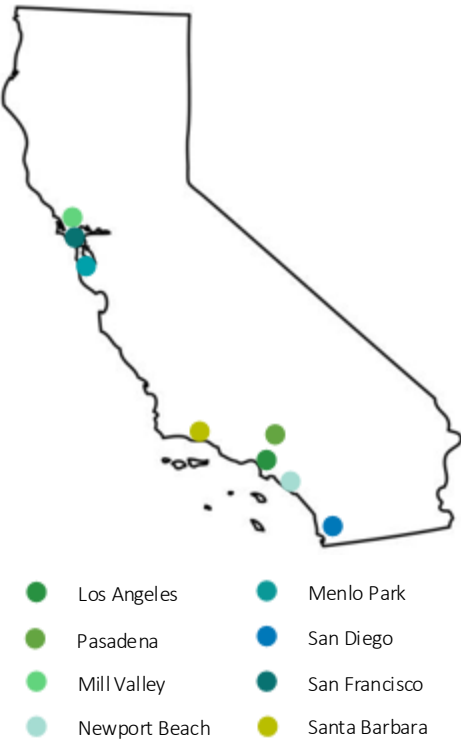 Los Angeles
Menlo Park
Pasadena
San Diego
Mill Valley
San Francisco
Newport Beach
Santa Barbara